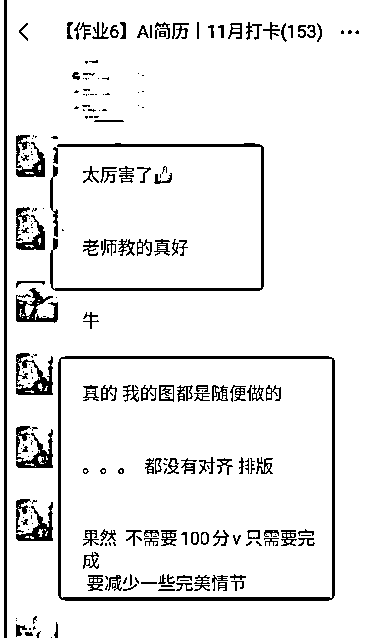 【作业6】AI简历丨11月打卡(153)
太厉害了👍
老师教的真好
牛
真的 我的图都是随便做的
。。。 都没有对齐 排版
果然 不需要100分v 只需要完
成
要减少一些完美情节